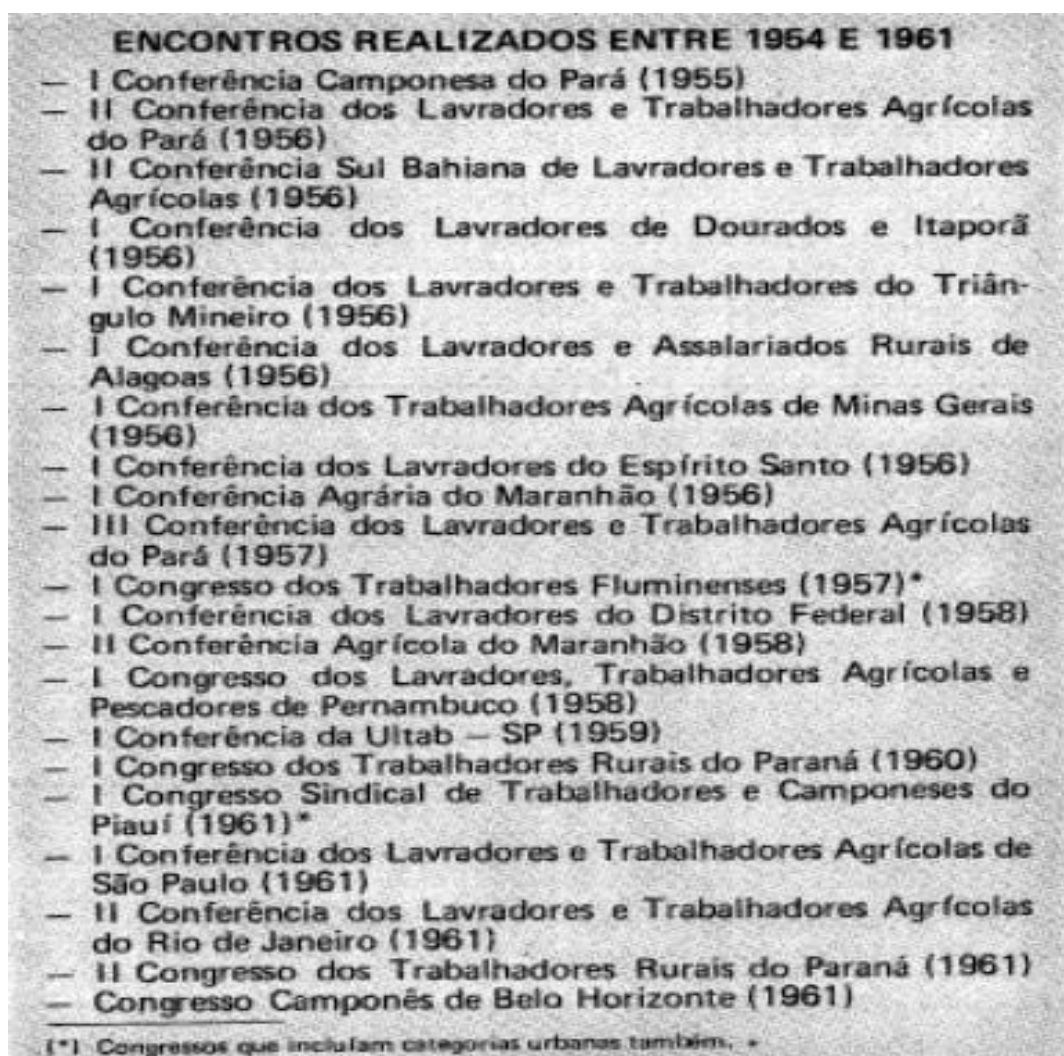 ENCONTROS REALIZADOS ENTRE 1954 E 1961
— I Conferência Camponesa do Pará (1955)
— II Conferência dos Lavradores e Trabalhadores Agrícolas
do Pará (1956)
— II Conferência Sul Bahiana de Lavradores e Trabalhadores
Agrícolas (1956)
— I Conferência dos Lavradores de Dourados e Itaporã
(1956)
— I Conferência dos Lavradores e Trabalhadores do Triân-
gulo Mineiro (1956)
— I Conferência dos Lavradores e Assalariados Rurais de
Alagoas (1956)
— I Conferência dos Trabalhadores Agrícolas de Minas Gerais
(1956)
— I Conferência dos Lavradores do Espírito Santo (1956)
— I Conferência Agrária do Maranhão (1956)
— III Conferência dos Lavradores e Trabalhadores Agrícolas
do Pará (1957)
— I Congresso dos Trabalhadores Fluminenses (1957)*
— I Conferência dos Lavradores do Distrito Federal (1958)
— II Conferência Agrícola do Maranhão (1958)
— I Congresso dos Lavradores, Trabalhadores Agrícolas e
Pescadores de Pernambuco (1958)
— I Conferência da Ultab — SP (1959)
— I Congresso dos Trabalhadores Rurais do Paraná (1960)
— I Congresso Sindical de Trabalhadores e Camponeses do
Piauí (1961)*
— I Conferência dos Lavradores e Trabalhadores Agrícolas de
São Paulo (1961)
— II Conferência dos Lavradores e Trabalhadores Agrícolas
do Rio de Janeiro (1961)
— II Congresso dos Trabalhadores Rurais do Paraná (1961)
— Congresso Camponês de Belo Horizonte (1961)
(*) Congressos que incluíam categorias urbanas também.